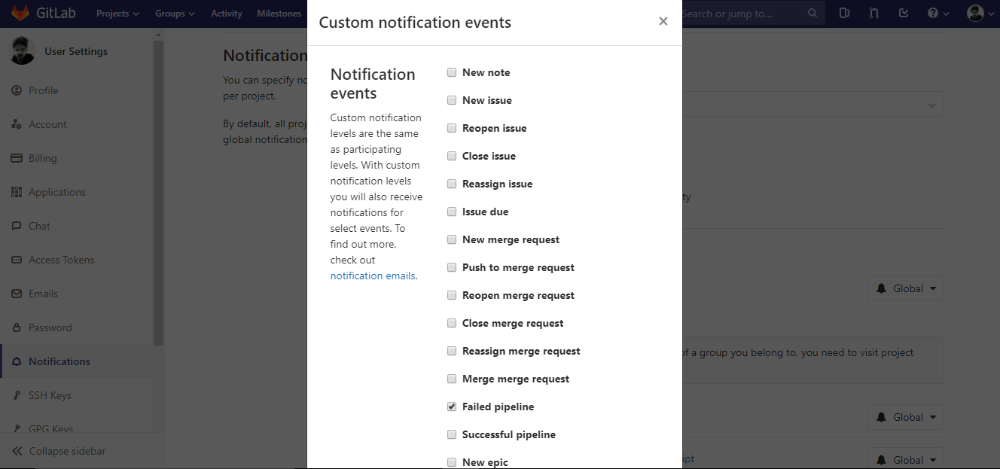 GitLab
Projects
Groups
Activity
Milestones
Search or jump to...
Custom notification events
×
User Settings
Profile
Account
Billing
Applications
Chat
Access Tokens
Emails
Password
Notifications
SSH Keys
GPG Keys
Collapse sidebar
Notification
You can specify
per project.
By default, all
global notification
Notification
events
Custom notification
levels are the same
as participating
levels. With custom
notification levels
you will also receive
notifications for
select events. To
find out more,
check out
notification emails.
New note
New issue
Reopen issue
Close issue
Reassign issue
Issue due
New merge request
Push to merge request
Reopen merge request
Close merge request
Reassign merge request
Merge merge request
Failed pipeline
Successful pipeline
New epic
Global
of a group you belong to, you need to visit project
Global
Global